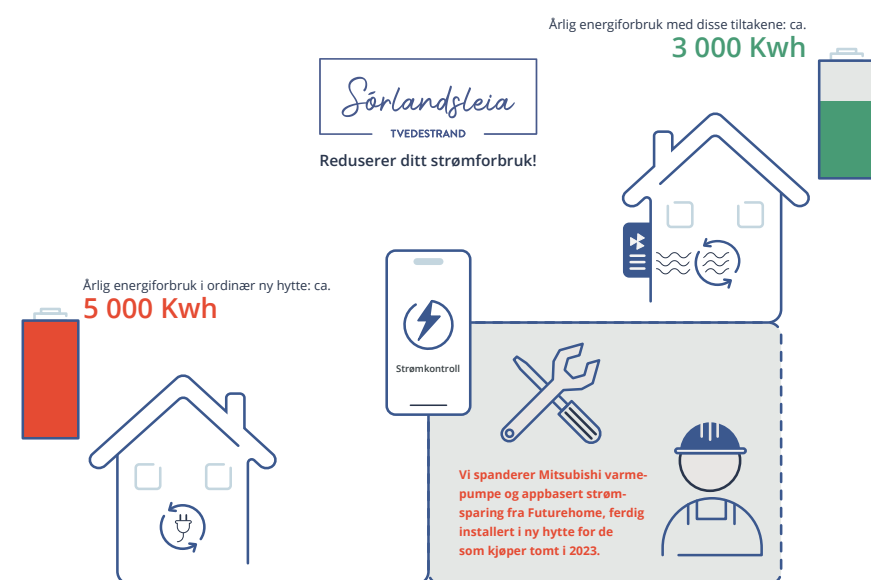 Årlig energiforbruk med disse tiltakene: ca.
3 000 Kwh
Sórlandsleia
TVEDESTRAND
Reduserer ditt strømforbruk!
Årlig energiforbruk i ordinær ny hytte: ca.
5 000 Kwh
Strømkontroll
Vi spanderer Mitsubishi varme-
pumpe og appbasert strøm-
sparing fra Futurehome, ferdig
installert i ny hytte for de
som kjøper tomt i 2023.